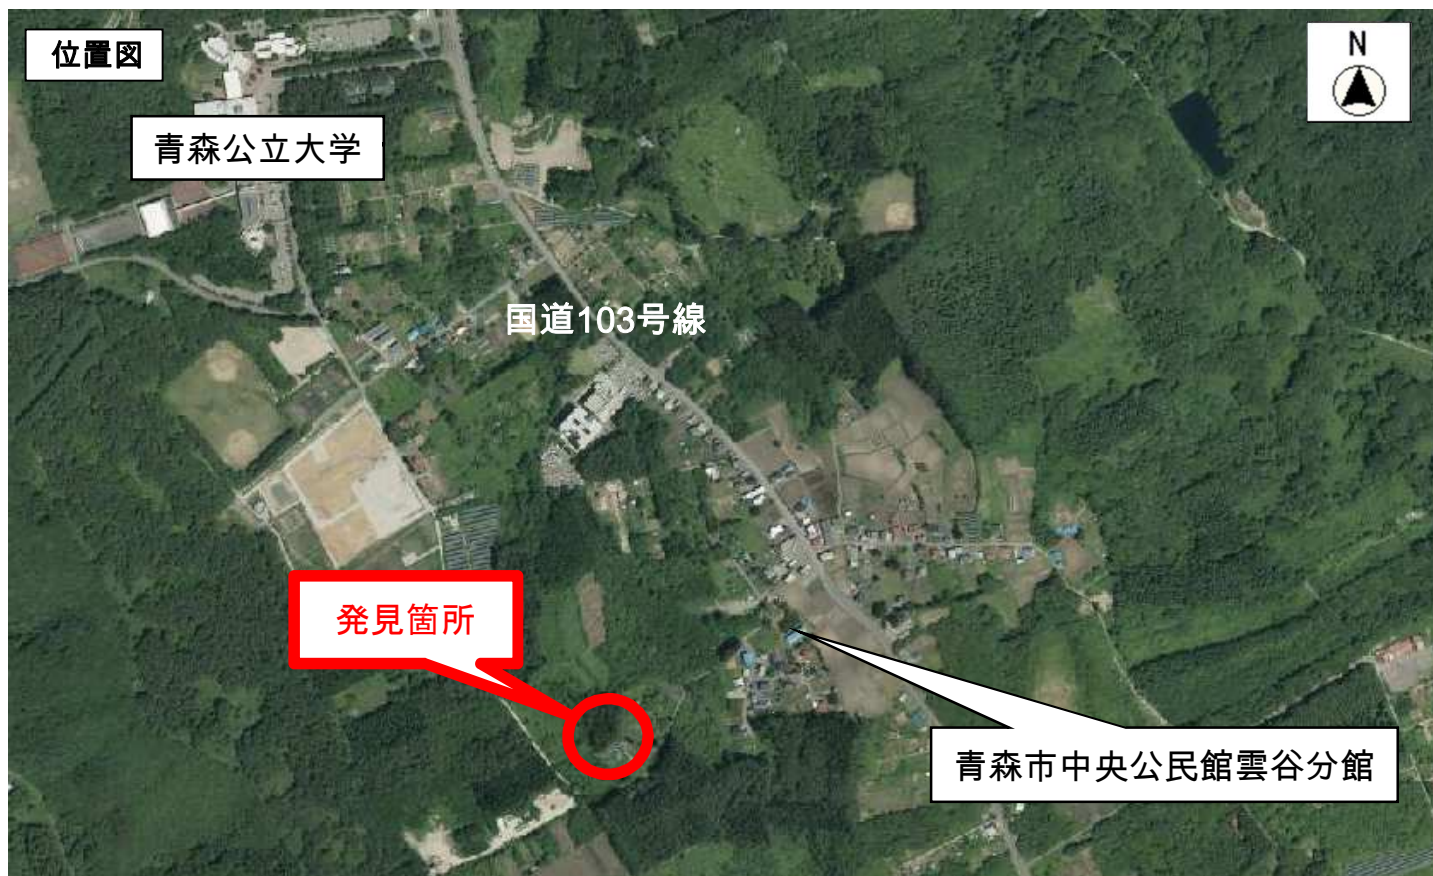 位置図
N
青森公立大学
国道103号線
発見箇所
青森市中央公民館雲谷分館